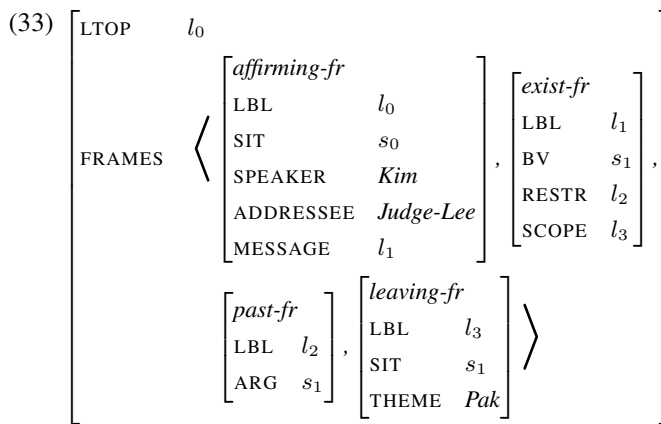 (33) [LTOP l₀
FRAMES ⟨ [affirming-fr
LBL l₀
SIT s₀
SPEAKER Kim
ADDRESSEE Judge-Lee
MESSAGE l₁] ,
[exist-fr
LBL l₁
BV s₁
RESTR l₂
SCOPE l₃] ,
[past-fr
LBL l₂
ARG s₁] ,
[leaving-fr
LBL l₃
SIT s₁
THEME Pak] ⟩ ]